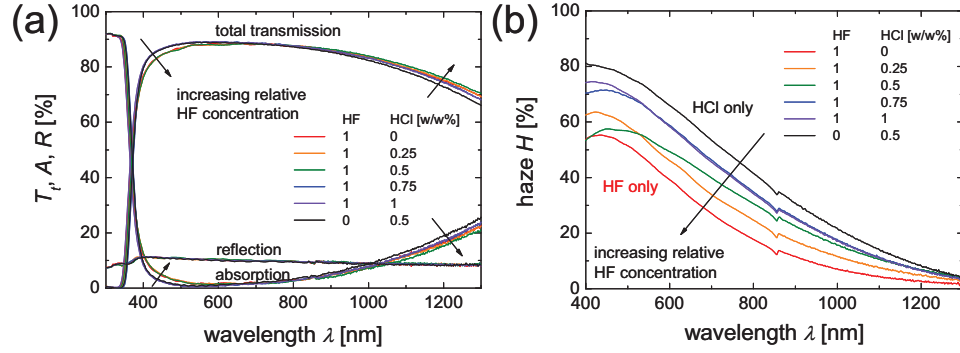 (a)
100
80
60
40
20
0
T_t, A, R [%]
total transmission
increasing relative
HF concentration
HF HCl [w/w%]
1 0
1 0.25
1 0.5
1 0.75
1 1
0 0.5
reflection
absorption
400 600 800 1000 1200
wavelength λ [nm]
(b)
100
80
60
40
20
0
haze H [%]
HF HCl [w/w%]
1 0
1 0.25
1 0.5
1 0.75
1 1
0 0.5
HCl only
HF only
increasing relative
HF concentration
400 600 800 1000 1200
wavelength λ [nm]